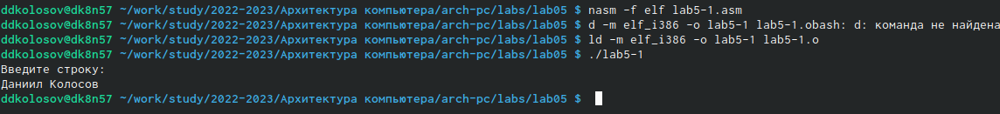 ddkolosov@dk8n57 ~/work/study/2022-2023/Архитектура компьютера/arch-pc/labs/lab05 $ nasm -f elf lab5-1.asm
ddkolosov@dk8n57 ~/work/study/2022-2023/Архитектура компьютера/arch-pc/labs/lab05 $ d -m elf_i386 -o lab5-1 lab5-1.obash: d: команда не найдена
ddkolosov@dk8n57 ~/work/study/2022-2023/Архитектура компьютера/arch-pc/labs/lab05 $ ld -m elf_i386 -o lab5-1 lab5-1.o
ddkolosov@dk8n57 ~/work/study/2022-2023/Архитектура компьютера/arch-pc/labs/lab05 $ ./lab5-1
Введите строку:
Даниил Колосов
ddkolosov@dk8n57 ~/work/study/2022-2023/Архитектура компьютера/arch-pc/labs/lab05 $